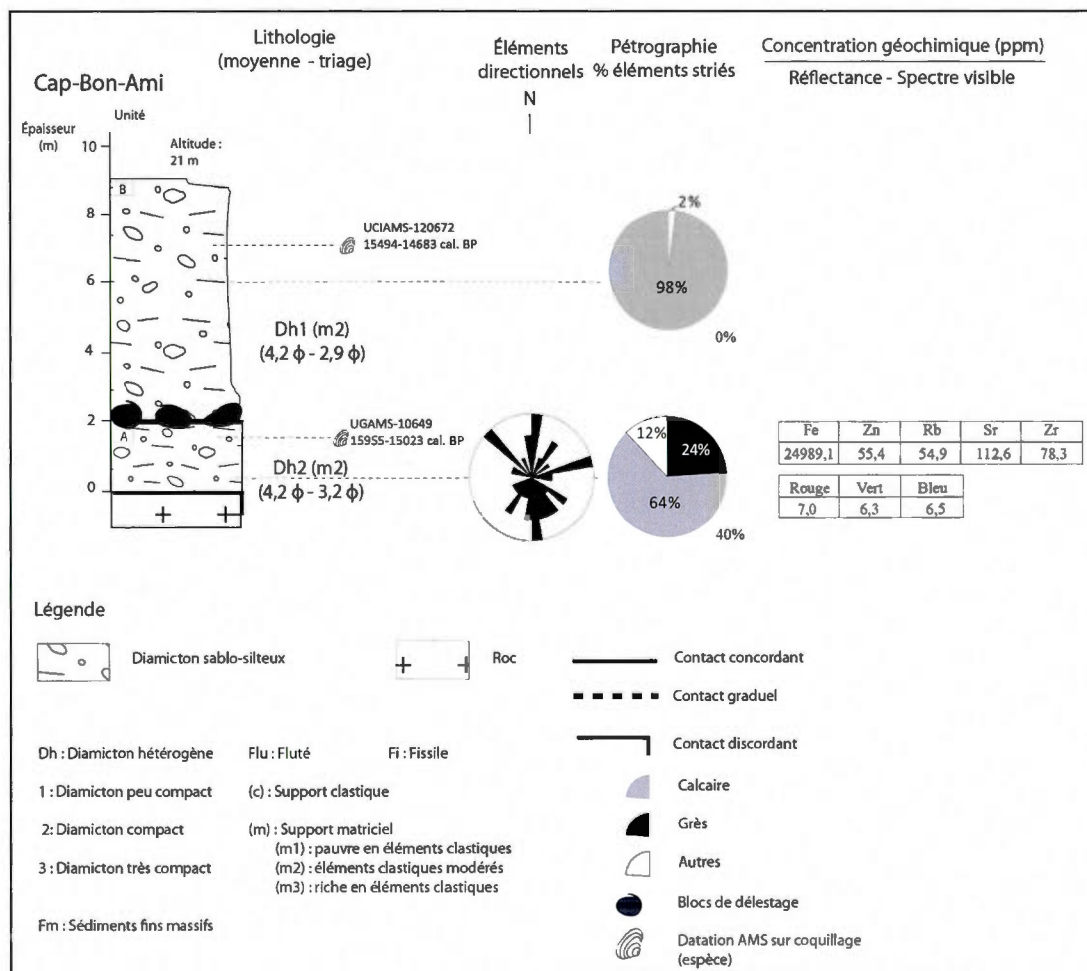 Lithologie
(moyenne - triage)
Éléments
directionnels
N
Pétrographie
% éléments striés
Concentration géochimique (ppm)
Réflectance - Spectre visible
Cap-Bon-Ami
Épaisseur
(m)
Unité
Altitude :
21 m
10
8
6
4
2
0
B
UCIAMS-120672
15494-14683 cal. BP
2%
98%
0%
Dh1 (m2)
(4,2 ϕ - 2,9 ϕ)
A
UGAMS-10649
15955-15023 cal. BP
Dh2 (m2)
(4,2 ϕ - 3,2 ϕ)
12%
24%
64%
40%
Fe Zn Rb Sr Zr
24989,1 55,4 54,9 112,6 78,3
Rouge Vert Bleu
7,0 6,3 6,5
Légende
Diamicton sablo-silteux
Roc
Contact concordant
Contact graduel
Contact discordant
Calcaire
Grès
Autres
Blocs de délestage
Datation AMS sur coquillage
(espèce)
Dh : Diamicton hétérogène
Flu : Fluté
Fi : Fissile
1 : Diamicton peu compact
(c) : Support clastique
2: Diamicton compact
(m) : Support matriciel
(m1) : pauvre en éléments clastiques
3 : Diamicton très compact
(m2) : éléments clastiques modérés
(m3) : riche en éléments clastiques
Fm : Sédiments fins massifs